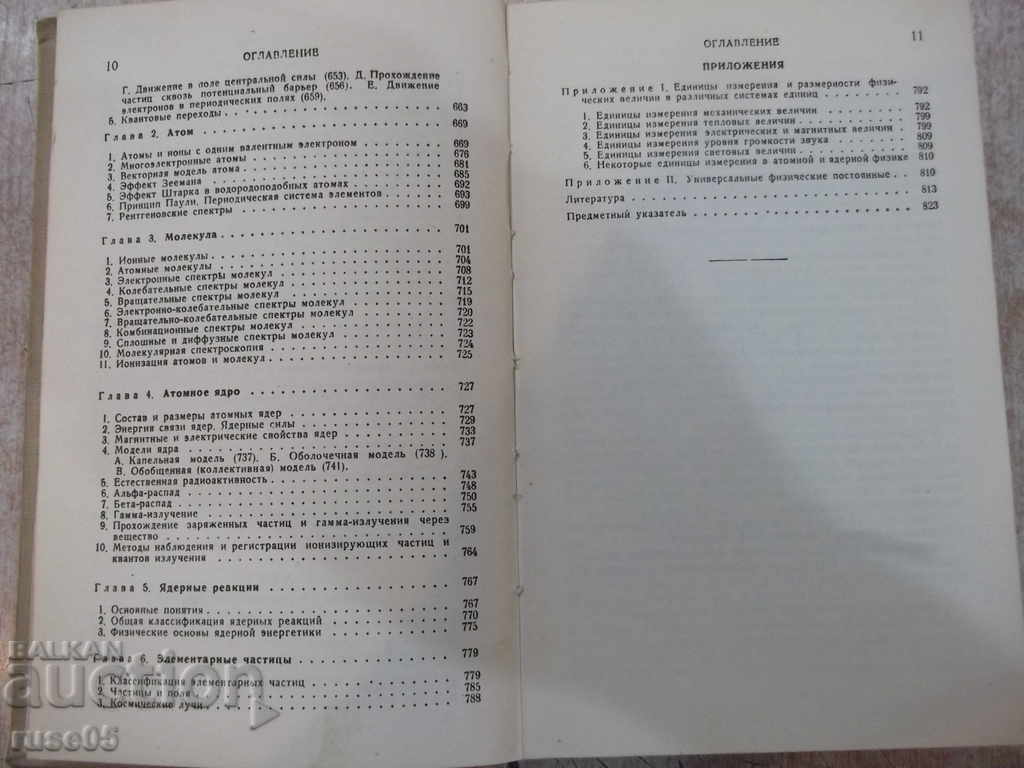 10
ОГЛАВЛЕНИЕ
Г. Движение в поле центральной силы (653). Д. Прохождение
частиц сквозь потенциальный барьер (656). Е. Движение
электронов в периодических полях (659).
6. Квантовые переходы 663
Глава 2. Атом 669
1. Атомы и ионы с одним валентным электроном 669
2. Многоэлектронные атомы 676
3. Векторная модель атома 681
4. Эффект Зеемана 685
5. Эффект Штарка в водородоподобных атомах 692
6. Принцип Паули. Периодическая система элементов 693
7. Рентгеновские спектры 699
Глава 3. Молекула 701
1. Ионные молекулы 701
2. Атомные молекулы 704
3. Электронные спектры молекул 708
4. Колебательные спектры молекул 712
5. Вращательные спектры молекул 715
6. Электронно-колебательные спектры молекул 719
7. Вращательно-колебательные спектры молекул 720
8. Комбинационные спектры молекул 722
9. Сплошные и диффузные спектры молекул 723
10. Молекулярная спектроскопия 724
11. Ионизация атомов и молекул 725
Глава 4. Атомное ядро 727
1. Состав и размеры атомных ядер 727
2. Энергия связи ядер. Ядерные силы 729
3. Магнитные и электрические свойства ядер 733
4. Модели ядра 737
А. Капельная модель (737). Б. Оболочечная модель (738).
В. Обобщенная (коллективная) модель (741).
5. Естественная радиоактивность 743
6. Альфа-распад 748
7. Бета-распад 750
8. Гамма-излучение 755
9. Прохождение заряженных частиц и гамма-излучения через
вещество 759
10. Методы наблюдения и регистрации ионизирующих частиц и
квантов излучения 764
Глава 5. Ядерные реакции 767
1. Основные понятия 767
2. Общая классификация ядерных реакций 770
3. Физические основы ядерной энергетики 775
Глава 6. Элементарные частицы 779
1. Классификация элементарных частиц 779
2. Частицы и поля 785
3. Космические лучи 788
ОГЛАВЛЕНИЕ
11
ПРИЛОЖЕНИЯ
Приложение I. Единицы измерения и размерности физи-
ческих величин в различных системах единиц 792
1. Единицы измерения механических величин 792
2. Единицы измерения тепловых величин 799
3. Единицы измерения электрических и магнитных величин 799
4. Единицы измерения уровня громкости звука 809
5. Единицы измерения световых величин 809
6. Некоторые единицы измерения в атомной и ядерной физике 810
Приложение II. Универсальные физические постоянные 810
Литература 813
Предметный указатель 823
BALKAN
auction
ruse05